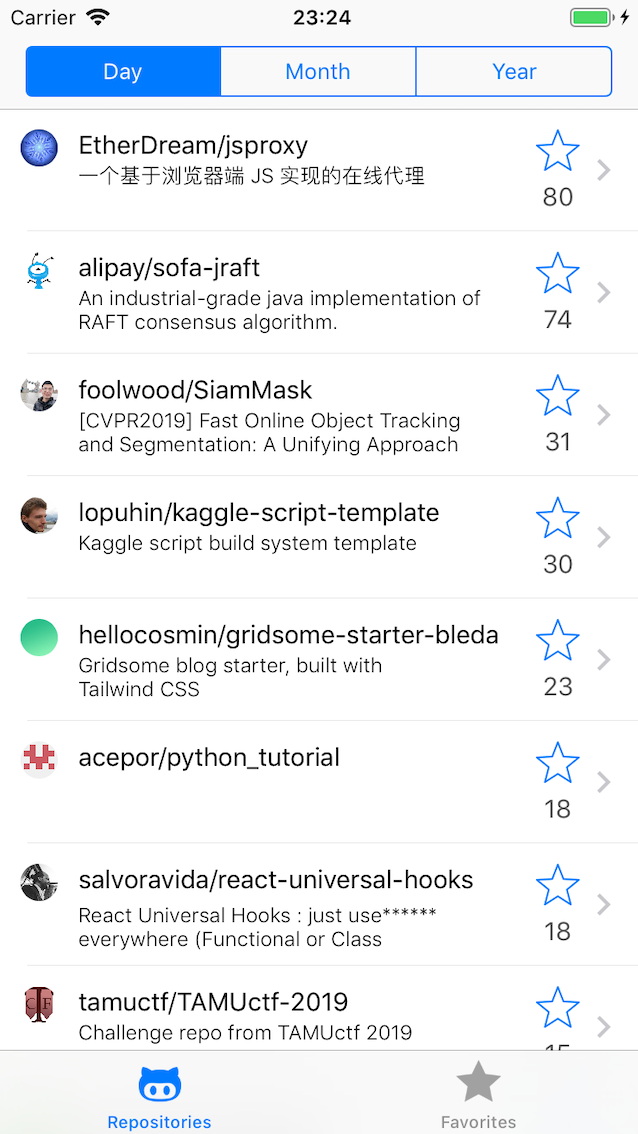 Carrier 23:24
Day Month Year
EtherDream/jsproxy
一个基于浏览器端 JS 实现的在线代理
80
alipay/sofa-jraft
An industrial-grade java implementation of
RAFT consensus algorithm.
74
foolwood/SiamMask
[CVPR2019] Fast Online Object Tracking
and Segmentation: A Unifying Approach
31
lopuhin/kaggle-script-template
Kaggle script build system template
30
hellocosmin/gridsome-starter-bleda
Gridsome blog starter, built with
Tailwind CSS
23
acepor/python_tutorial
18
salvoravida/react-universal-hooks
React Universal Hooks : just use******
everywhere (Functional or Class
18
tamuctf/TAMUctf-2019
Challenge repo from TAMUctf 2019
Repositories Favorites